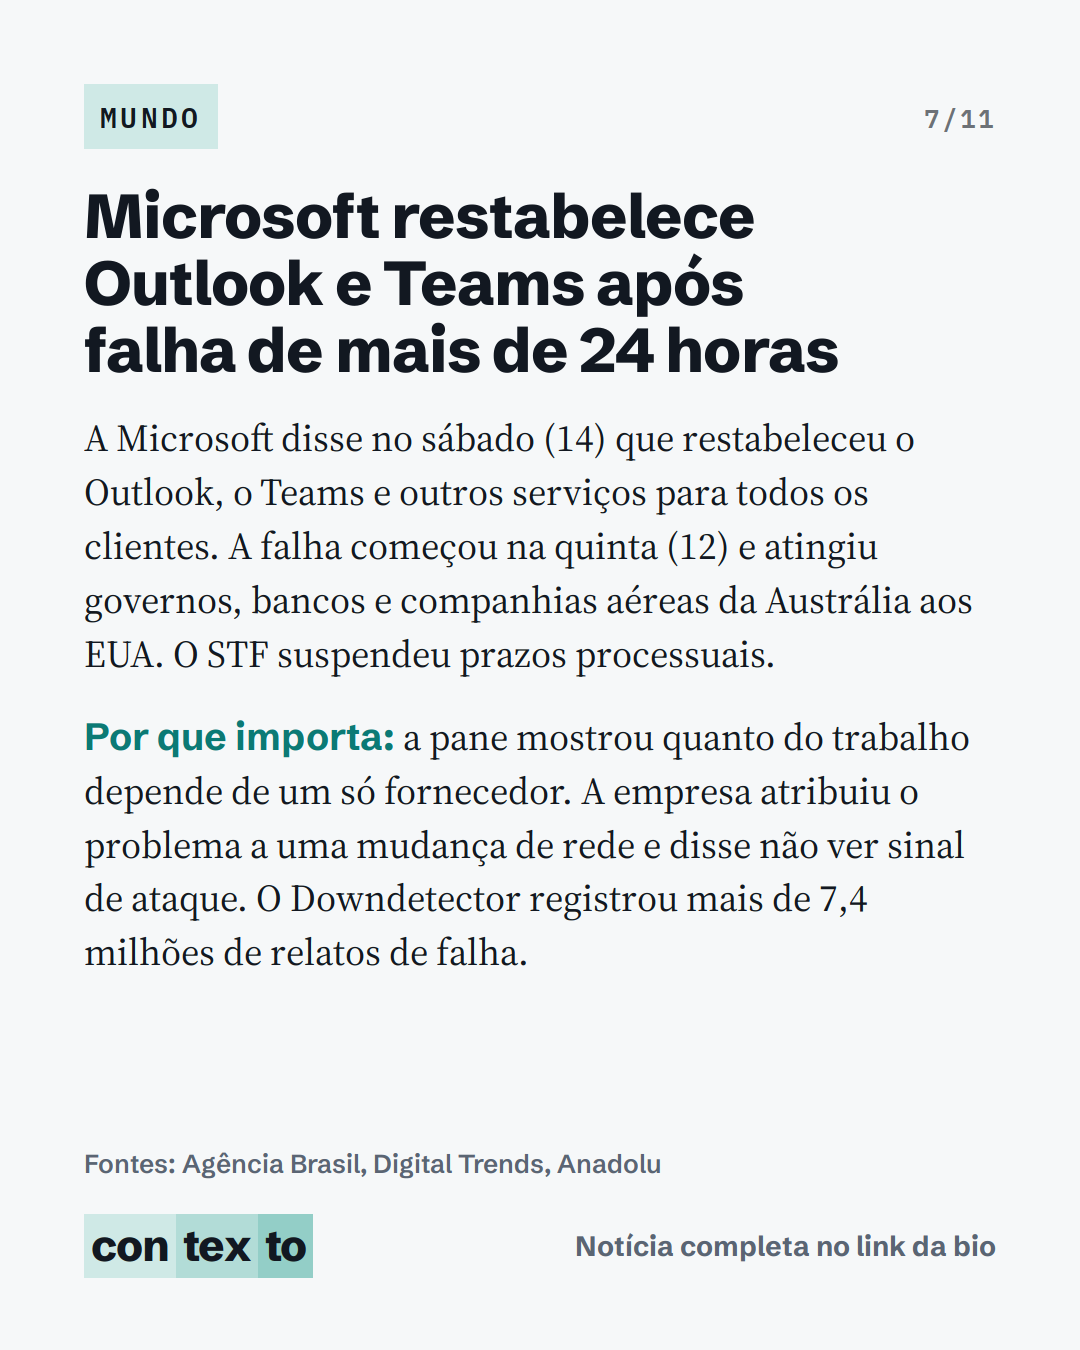 MUNDO
7/11
Microsoft restabelece
Outlook e Teams após
falha de mais de 24 horas
A Microsoft disse no sábado (14) que restabeleceu o
Outlook, o Teams e outros serviços para todos os
clientes. A falha começou na quinta (12) e atingiu
governos, bancos e companhias aéreas da Austrália aos
EUA. O STF suspendeu prazos processuais.
Por que importa: a pane mostrou quanto do trabalho
depende de um só fornecedor. A empresa atribuiu o
problema a uma mudança de rede e disse não ver sinal
de ataque. O Downdetector registrou mais de 7,4
milhões de relatos de falha.
Fontes: Agência Brasil, Digital Trends, Anadolu
contexto
Notícia completa no link da bio